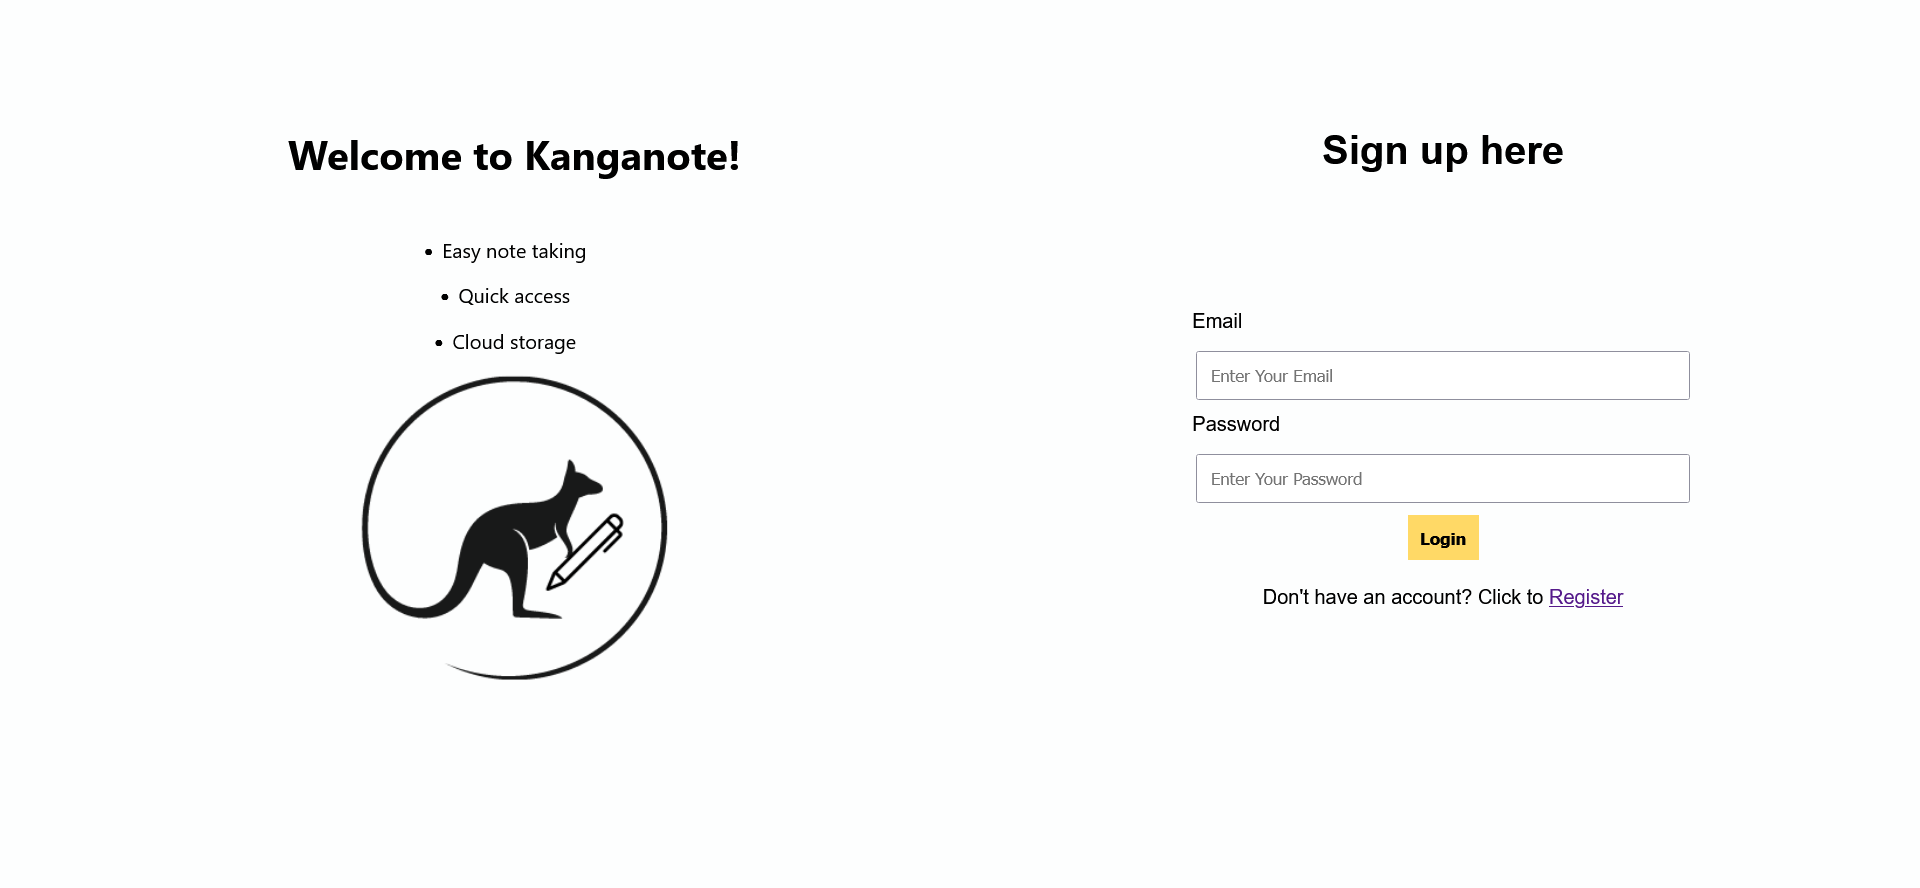 Welcome to Kanganote!
Easy note taking
Quick access
Cloud storage
Sign up here
Email
Enter Your Email
Password
Enter Your Password
Login
Don't have an account? Click to Register